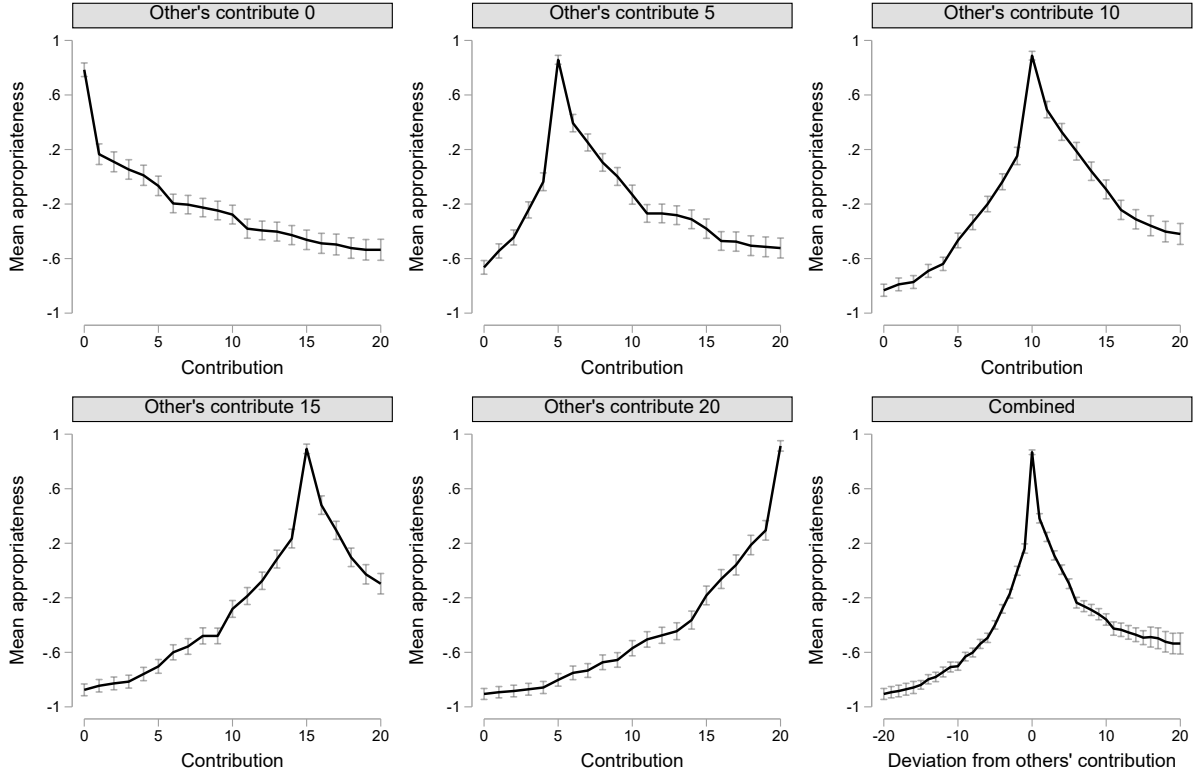 Other's contribute 0
Mean appropriateness
1
.6
.2
-.2
-.6
-1
0 5 10 15 20
Contribution
Other's contribute 5
Mean appropriateness
1
.6
.2
-.2
-.6
-1
0 5 10 15 20
Contribution
Other's contribute 10
Mean appropriateness
1
.6
.2
-.2
-.6
-1
0 5 10 15 20
Contribution
Other's contribute 15
Mean appropriateness
1
.6
.2
-.2
-.6
-1
0 5 10 15 20
Contribution
Other's contribute 20
Mean appropriateness
1
.6
.2
-.2
-.6
-1
0 5 10 15 20
Contribution
Combined
Mean appropriateness
1
.6
.2
-.2
-.6
-1
-20 -10 0 10 20
Deviation from others' contribution